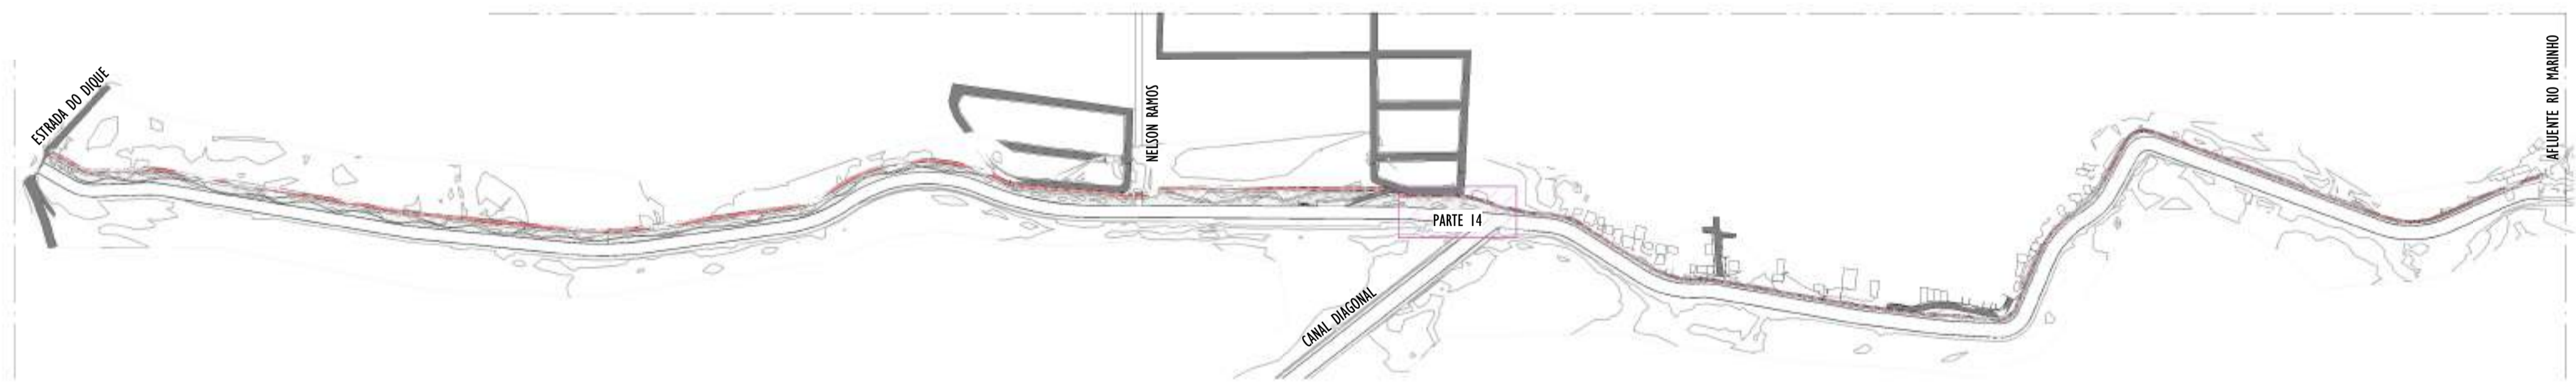 ESTRADA DO DIQUE
NELSON RAMOS
PARTE 14
CANAL DIAGONAL
AFLUENTE RIO MARINHO